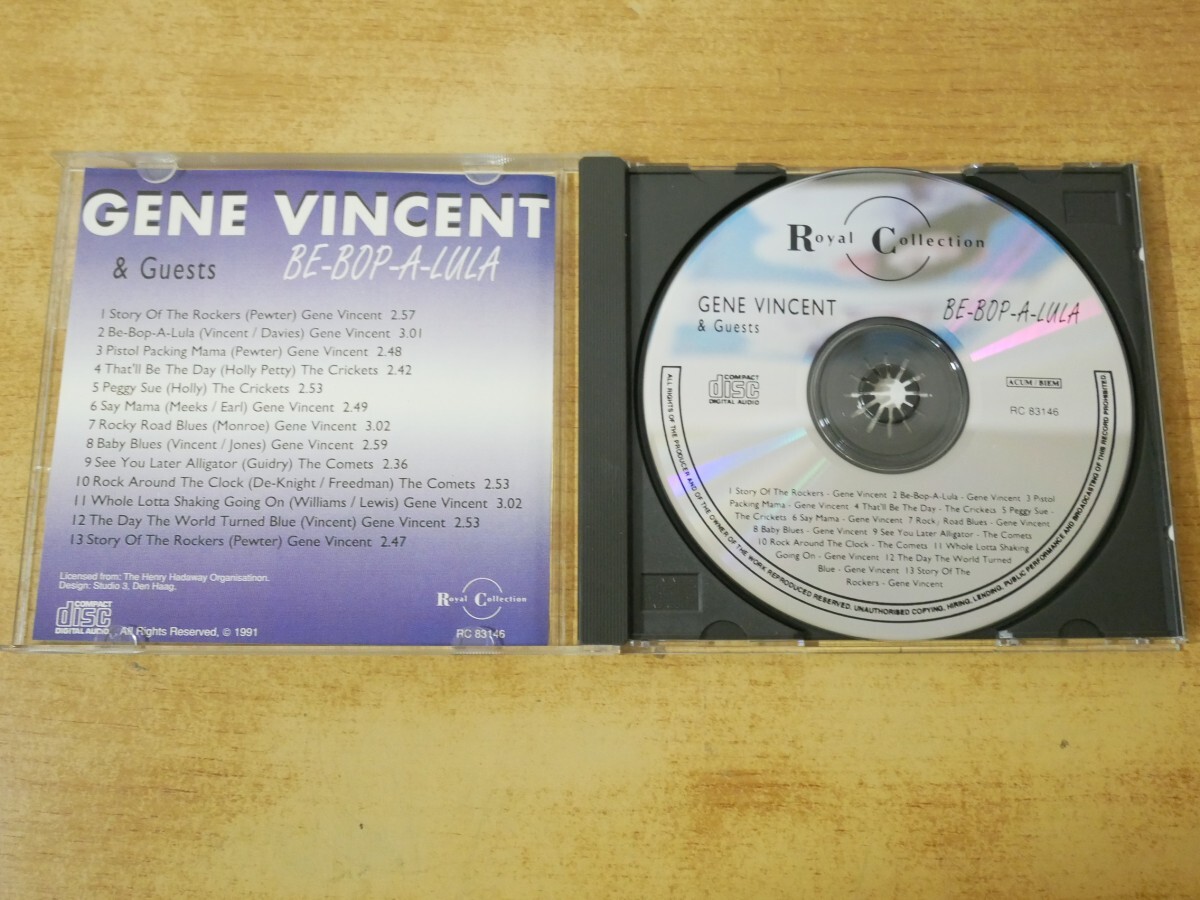 GENE VINCENT
& Guests
BE-BOP-A-LULA
1 Story Of The Rockers (Pewter) Gene Vincent 2.57
2 Be-Bop-A-Lula (Vincent / Davies) Gene Vincent 3.01
3 Pistol Packing Mama (Pewter) Gene Vincent 2.48
4 That'll Be The Day (Holly Petty) The Crickets 2.42
5 Peggy Sue (Holly) The Crickets 2.53
6 Say Mama (Meeks / Earl) Gene Vincent 2.49
7 Rocky Road Blues (Monroe) Gene Vincent 3.02
8 Baby Blues (Vincent / Jones) Gene Vincent 2.59
9 See You Later Alligator (Guidry) The Comets 2.36
10 Rock Around The Clock (De-Knight / Freedman) The Comets 2.53
11 Whole Lotta Shaking Going On (Williams / Lewis) Gene Vincent 3.02
12 The Day The World Turned Blue (Vincent) Gene Vincent 2.53
13 Story Of The Rockers (Pewter) Gene Vincent 2.47
Licensed from: The Henry Hadaway Organisatinon.
Design: Studio 3, Den Haag.
COMPACT
disc
DIGITAL AUDIO
All Rights Reserved, © 1991
Royal Collection
RC 83146
Royal Collection
GENE VINCENT
& Guests
BE-BOP-A-LULA
COMPACT
disc
DIGITAL AUDIO
ACUM / BIEM
RC 83146
1 Story Of The Rockers - Gene Vincent 2 Be-Bop-A-Lula - Gene Vincent 3 Pistol
Packing Mama - Gene Vincent 4 That'll Be The Day - The Crickets 5 Peggy Sue -
The Crickets 6 Say Mama - Gene Vincent 7 Rock, Road Blues - Gene Vincent
8 Baby Blues - Gene Vincent 9 See You Later Alligator - The Comets
10 Rock Around The Clock - The Comets 11 Whole Lotta Shaking
Going On - Gene Vincent 12 The Day The World Turned
Blue - Gene Vincent 13 Story Of The
Rockers - Gene Vincent
ALL RIGHTS OF THE PRODUCER AND OF THE OWNER OF THE WORK REPRODUCED RESERVED. UNAUTHORISED COPYING, HIRING, LENDING, PUBLIC PERFORMANCE AND BROADCASTING OF THIS RECORD PROHIBITED.